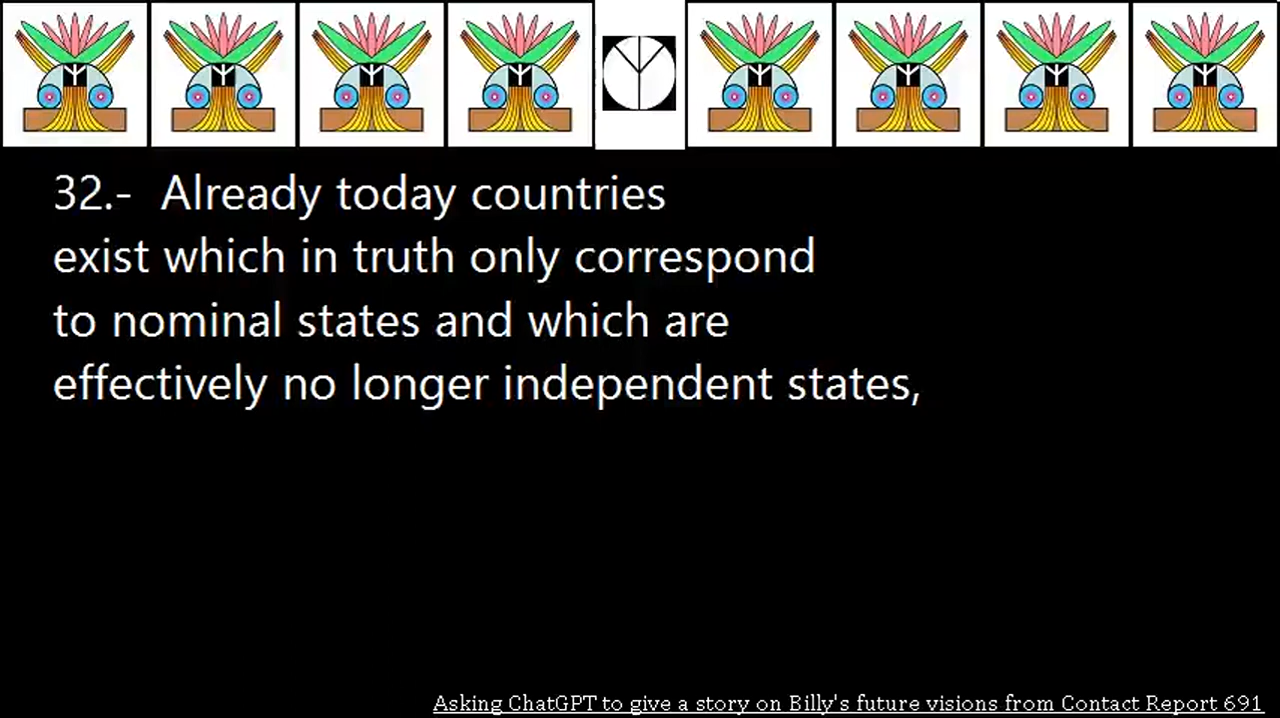 32.- Already today countries
exist which in truth only correspond
to nominal states and which are
effectively no longer independent states,
Asking ChatGPT to give a story on Billy's future visions from Contact Report 691